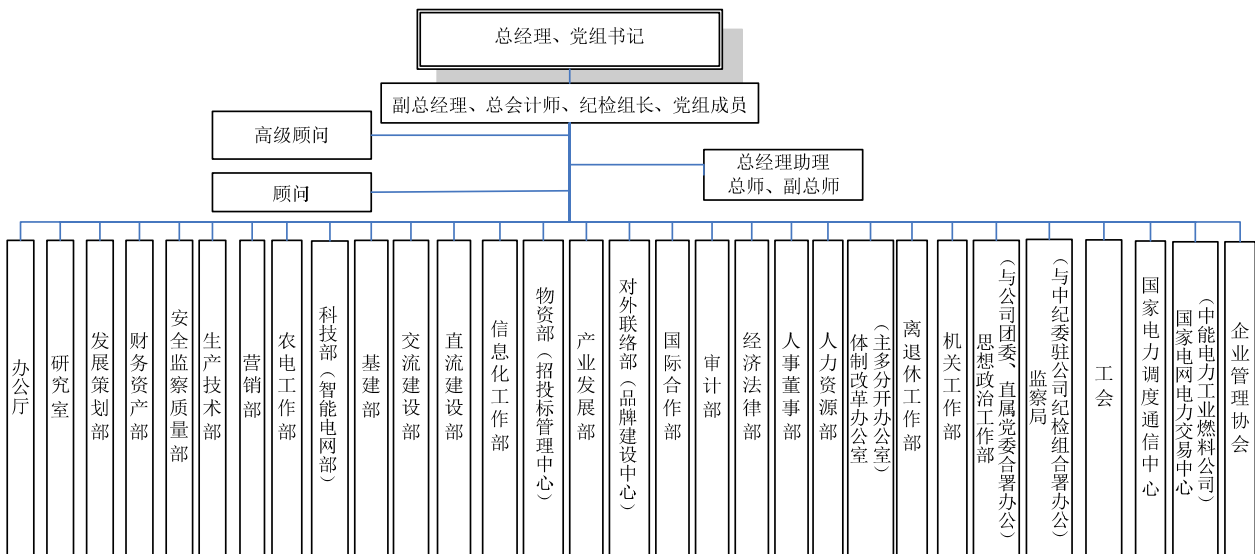 总经理、党组书记
副总经理、总会计师、纪检组长、党组成员
高级顾问
总经理助理
总师、副总师
顾问
办公厅
研究室
发展策划部
财务资产部
安全监察质量部
生产技术部
营销部
农电工作部
科技部（智能电网部）
基建部
交流建设部
直流建设部
信息化工作部
物资部（招投标管理中心）
产业发展部
对外联络部（品牌建设中心）
国际合作部
审计部
经济法律部
人事董事部
人力资源部
体制改革办公室
（主多分开办公室）
离退休工作部
机关工作部
思想政治工作部
（与公司团委、直属党委合署办公）
监察局
（与中纪委驻公司纪检组合署办公）
工会
国家电力调度通信中心
国家电网电力交易中心
（中能电力工业燃料公司）
企业管理协会